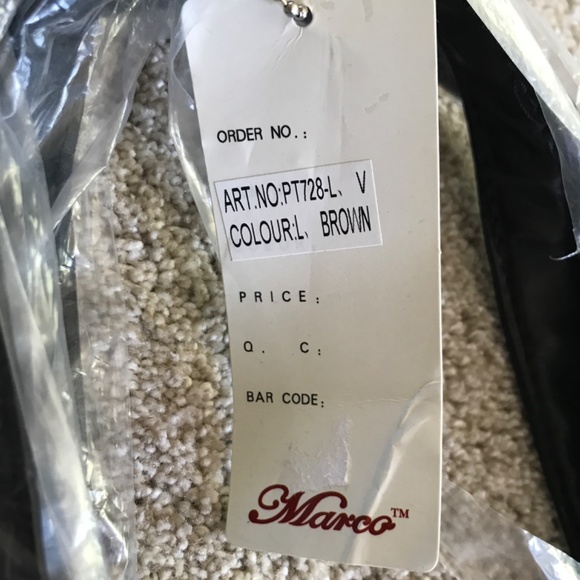 ORDER NO.:
ART.NO:PT728-L、V
COLOUR:L、BROWN
PRICE:
Q. C:
BAR CODE:
Marco™